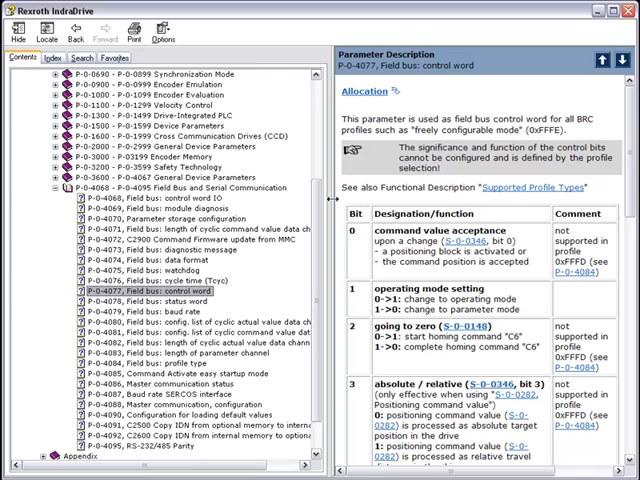 Rexroth IndraDrive
Hide
Locate
Back
Forward
Print
Options
Contents
Index
Search
Favorites
P-0-0690 - P-0-0899 Synchronization Mode
P-0-0900 - P-0-0999 Encoder Emulation
P-0-1000 - P-0-1099 Encoder Evaluation
P-0-1100 - P-0-1299 Velocity Control
P-0-1300 - P-0-1499 Drive-Integrated PLC
P-0-1500 - P-0-1599 Device Parameters
P-0-1600 - P-0-1999 Cross Communication Drives (CCD)
P-0-2000 - P-0-2999 General Device Parameters
P-0-3000 - P-0-03199 Encoder Memory
P-0-3200 - P-0-3599 Safety Technology
P-0-3600 - P-0-4067 General Device Parameters
P-0-4068 - P-0-4095 Field Bus and Serial Communication
P-0-4068, Field bus: control word IO
P-0-4069, Field bus: module diagnosis
P-0-4070, Parameter storage configuration
P-0-4071, Field bus: length of cyclic command value data ch
P-0-4072, C2900 Command Firmware update from MMC
P-0-4073, Field bus: diagnostic message
P-0-4074, Field bus: data format
P-0-4075, Field bus: watchdog
P-0-4076, Field bus: cycle time (Tcyc)
P-0-4077, Field bus: control word
P-0-4078, Field bus: status word
P-0-4079, Field bus: baud rate
P-0-4080, Field bus: config. list of cyclic actual value data ch
P-0-4081, Field bus: config. list of cyclic command value data
P-0-4082, Field bus: length of cyclic actual value data chann
P-0-4083, Field bus: length of parameter channel
P-0-4084, Field bus: profile type
P-0-4085, Command Activate easy startup mode
P-0-4086, Master communication status
P-0-4087, Baud rate SERCOS interface
P-0-4088, Master communication, configuration
P-0-4090, Configuration for loading default values
P-0-4091, C2500 Copy IDN from optional memory to internal
P-0-4092, C2600 Copy IDN from internal memory to optiona
P-0-4095, RS-232/485 Parity
Appendix
Parameter Description
P-0-4077, Field bus: control word
Allocation
This parameter is used as field bus control word for all BRC
profiles such as "freely configurable mode" (0xFFFE).
The significance and function of the control bits
cannot be configured and is defined by the profile
selection!
See also Functional Description "Supported Profile Types"
Bit Designation/function Comment
0 command value acceptance
upon a change (S-0-0346, bit 0)
- a positioning block is activated or
- the command position is accepted
not
supported in
profile
0xFFFD (see
P-0-4084)
1 operating mode setting
0->1: change to operating mode
1->0: change to parameter mode
2 going to zero (S-0-0148)
0->1: start homing command "C6"
1->0: complete homing command "C6"
not
supported in
profile
0xFFFD (see
P-0-4084)
3 absolute / relative (S-0-0346, bit 3)
(only effective when using "S-0-0282,
Positioning command value")
0: positioning command value (S-0-
0282) is processed as absolute target
position in the drive
1: positioning command value (S-0-
0282) is processed as relative travel
not
supported in
profile
0xFFFD (see
P-0-4084)